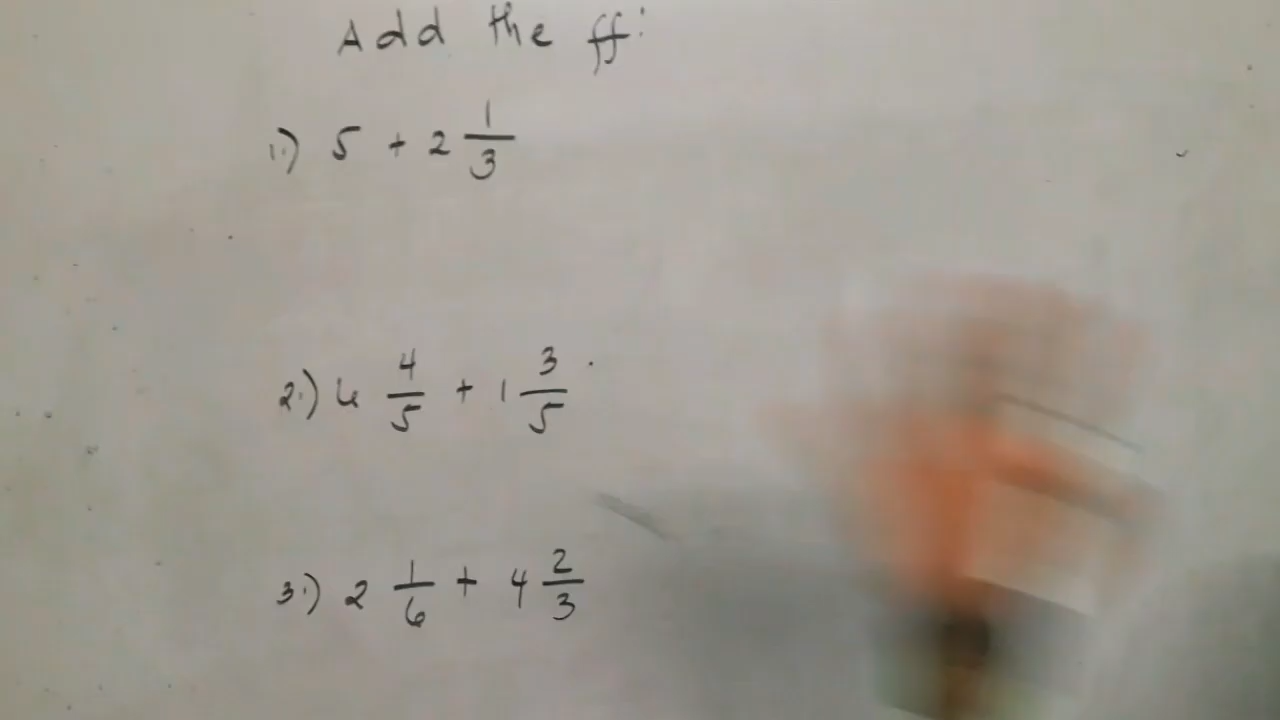 Add the ff:
1.) 5 + 2 1/3
2.) 6 4/5 + 1 3/5
3.) 2 1/6 + 4 2/3